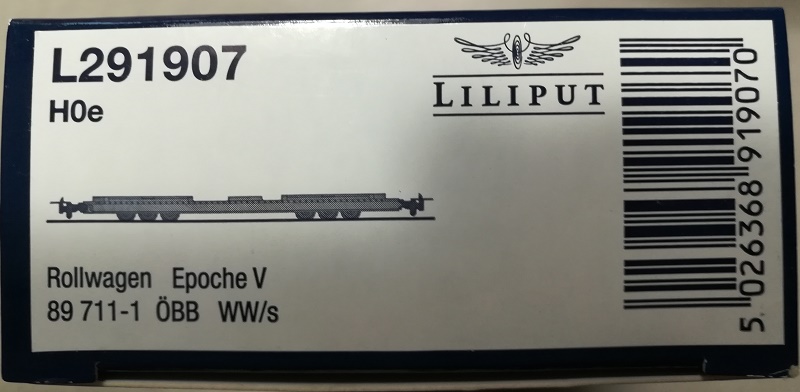 L291907
H0e
LILIPUT
Rollwagen Epoche V
89 711-1 ÖBB WW/s
5 026368 919070